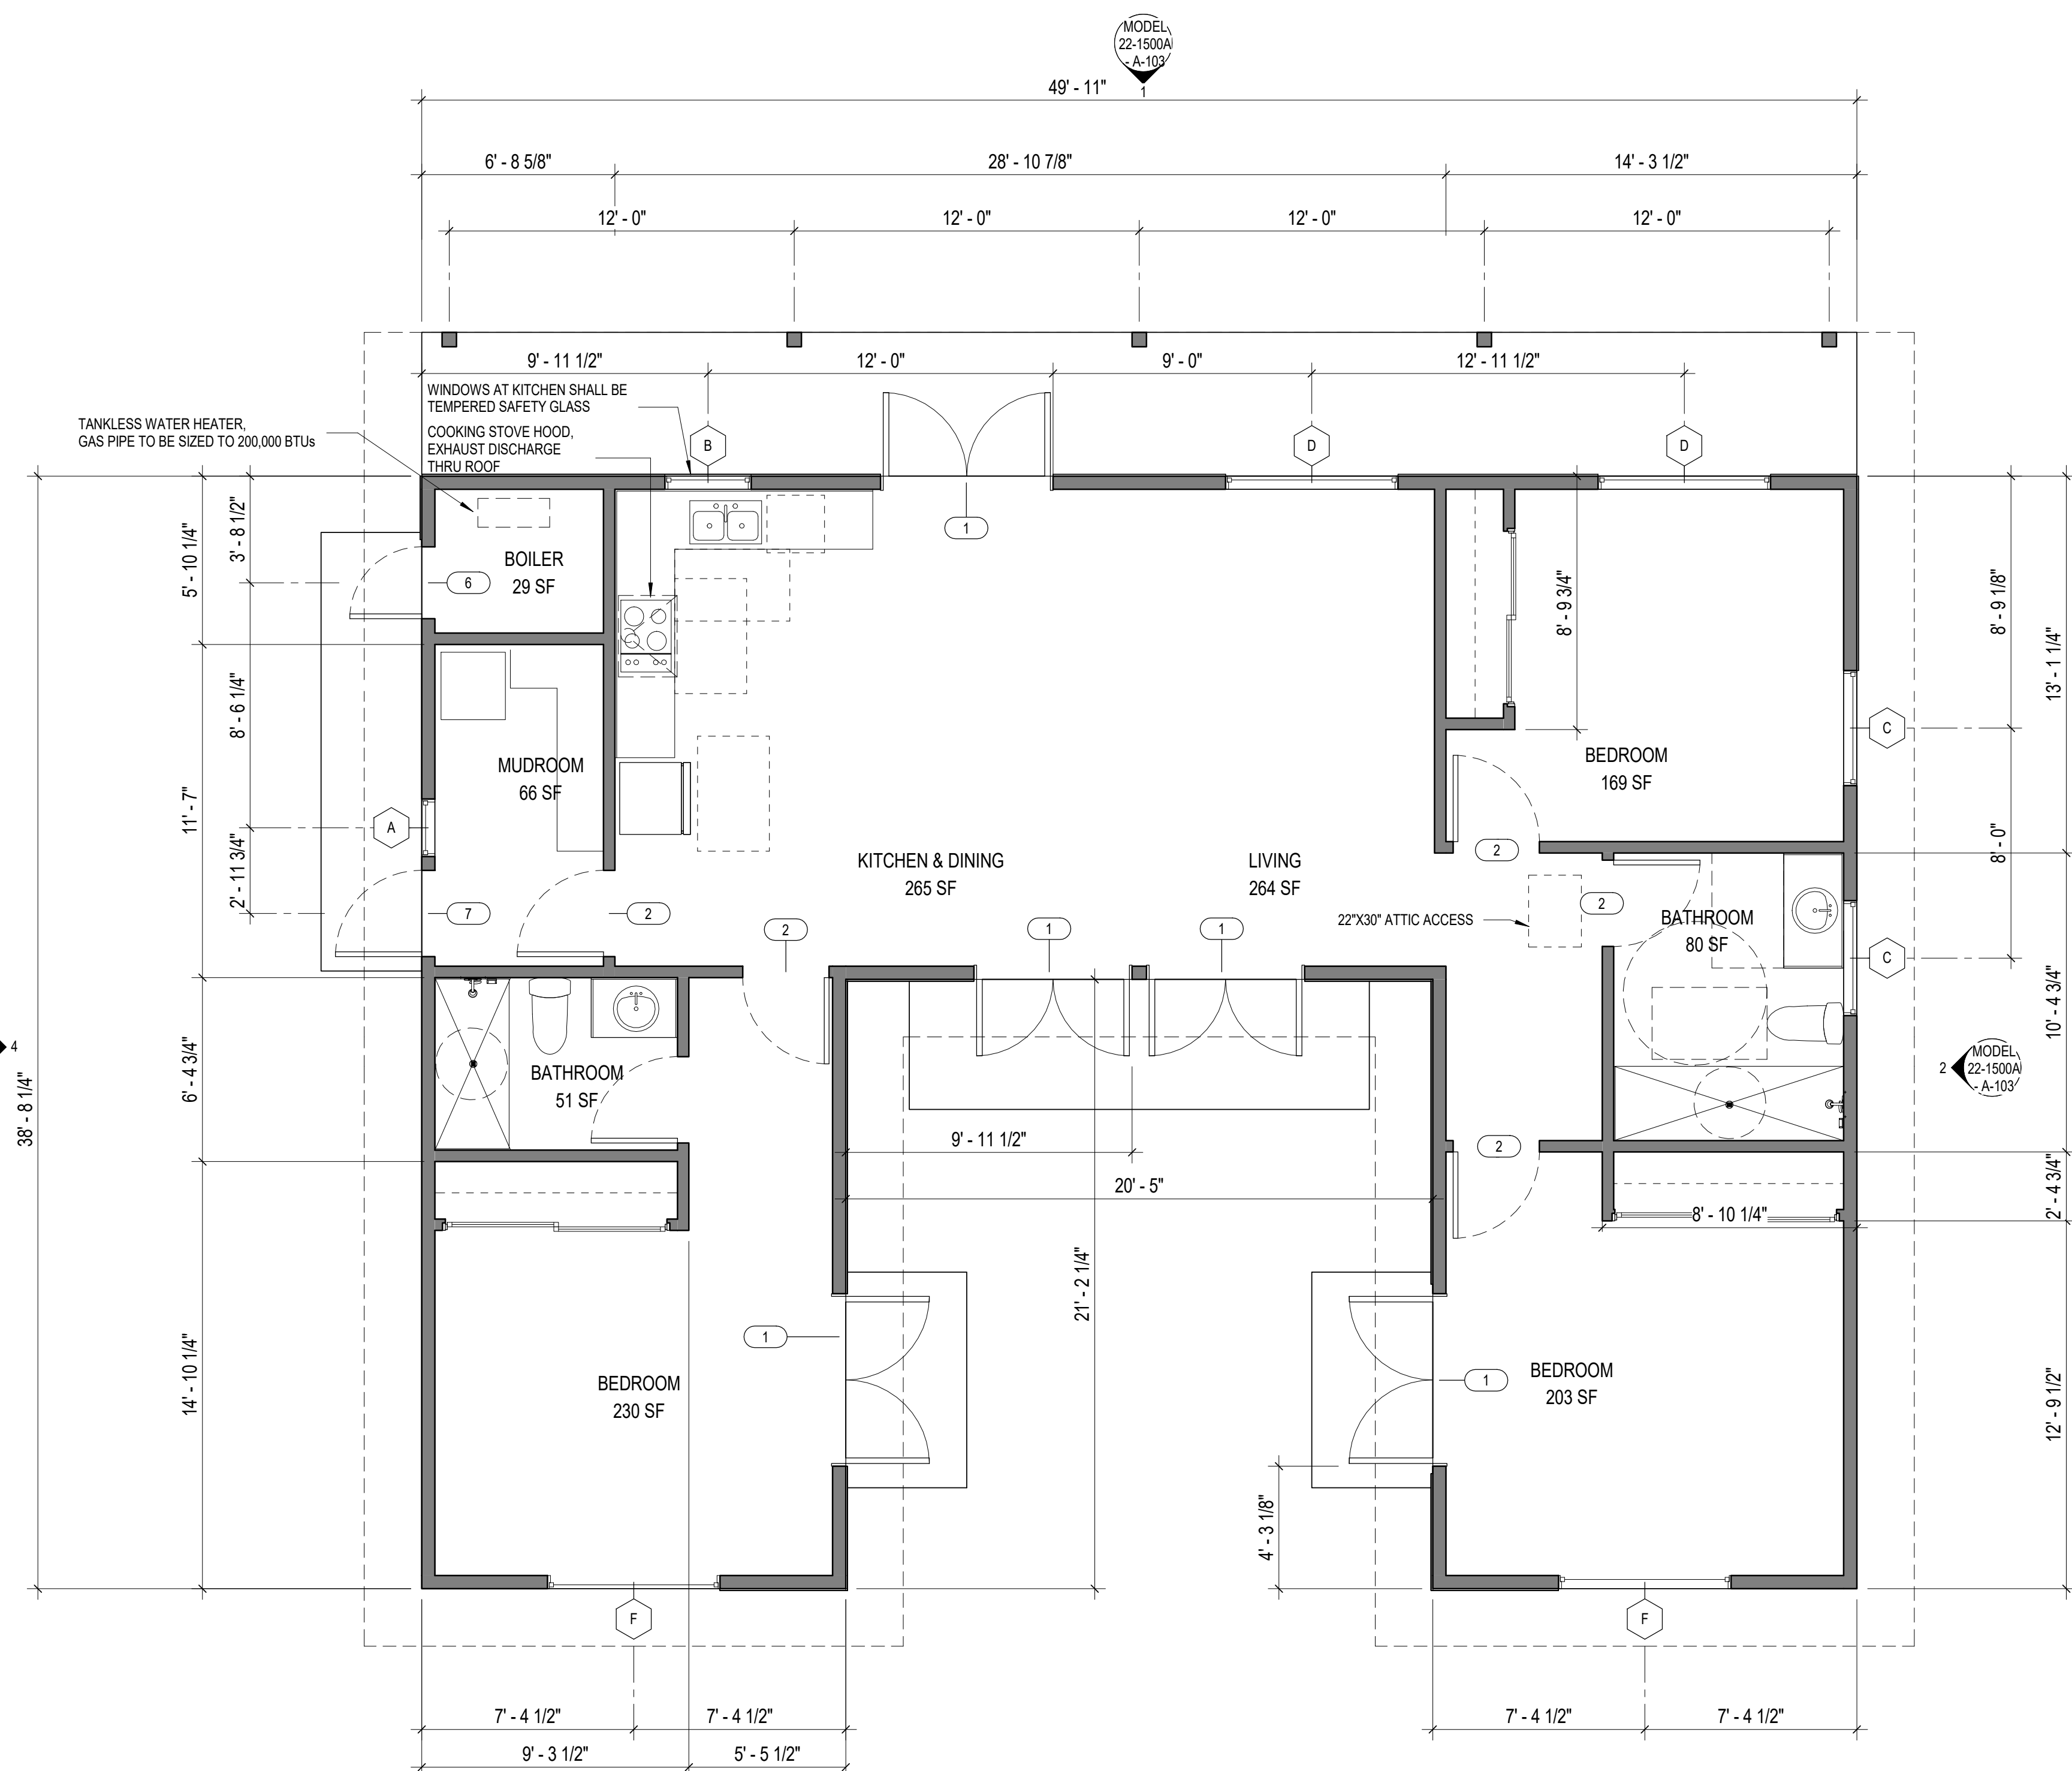 MODEL
22-1500A
- A-103
1
49' - 11"
6' - 8 5/8"
28' - 10 7/8"
14' - 3 1/2"
12' - 0"
12' - 0"
12' - 0"
12' - 0"
9' - 11 1/2"
12' - 0"
9' - 0"
12' - 11 1/2"
WINDOWS AT KITCHEN SHALL BE
TEMPERED SAFETY GLASS
COOKING STOVE HOOD,
EXHAUST DISCHARGE
THRU ROOF
TANKLESS WATER HEATER,
GAS PIPE TO BE SIZED TO 200,000 BTUs
B
D
D
1
3' - 8 1/2"
5' - 10 1/4"
BOILER
29 SF
6
8' - 9 3/4"
8' - 9 1/8"
13' - 1 1/4"
8' - 6 1/4"
C
MUDROOM
66 SF
BEDROOM
169 SF
11' - 7"
A
2' - 11 3/4"
KITCHEN & DINING
265 SF
LIVING
264 SF
2
8' - 0"
7
2
2
1
1
22"X30" ATTIC ACCESS
2
BATHROOM
80 SF
C
10' - 4 3/4"
4
38' - 8 1/4"
6' - 4 3/4"
BATHROOM
51 SF
MODEL
22-1500A
- A-103
2
9' - 11 1/2"
2
20' - 5"
2' - 4 3/4"
8' - 10 1/4"
21' - 2 1/4"
14' - 10 1/4"
1
BEDROOM
230 SF
1
BEDROOM
203 SF
12' - 9 1/2"
4' - 3 1/8"
F
F
7' - 4 1/2"
7' - 4 1/2"
7' - 4 1/2"
7' - 4 1/2"
9' - 3 1/2"
5' - 5 1/2"